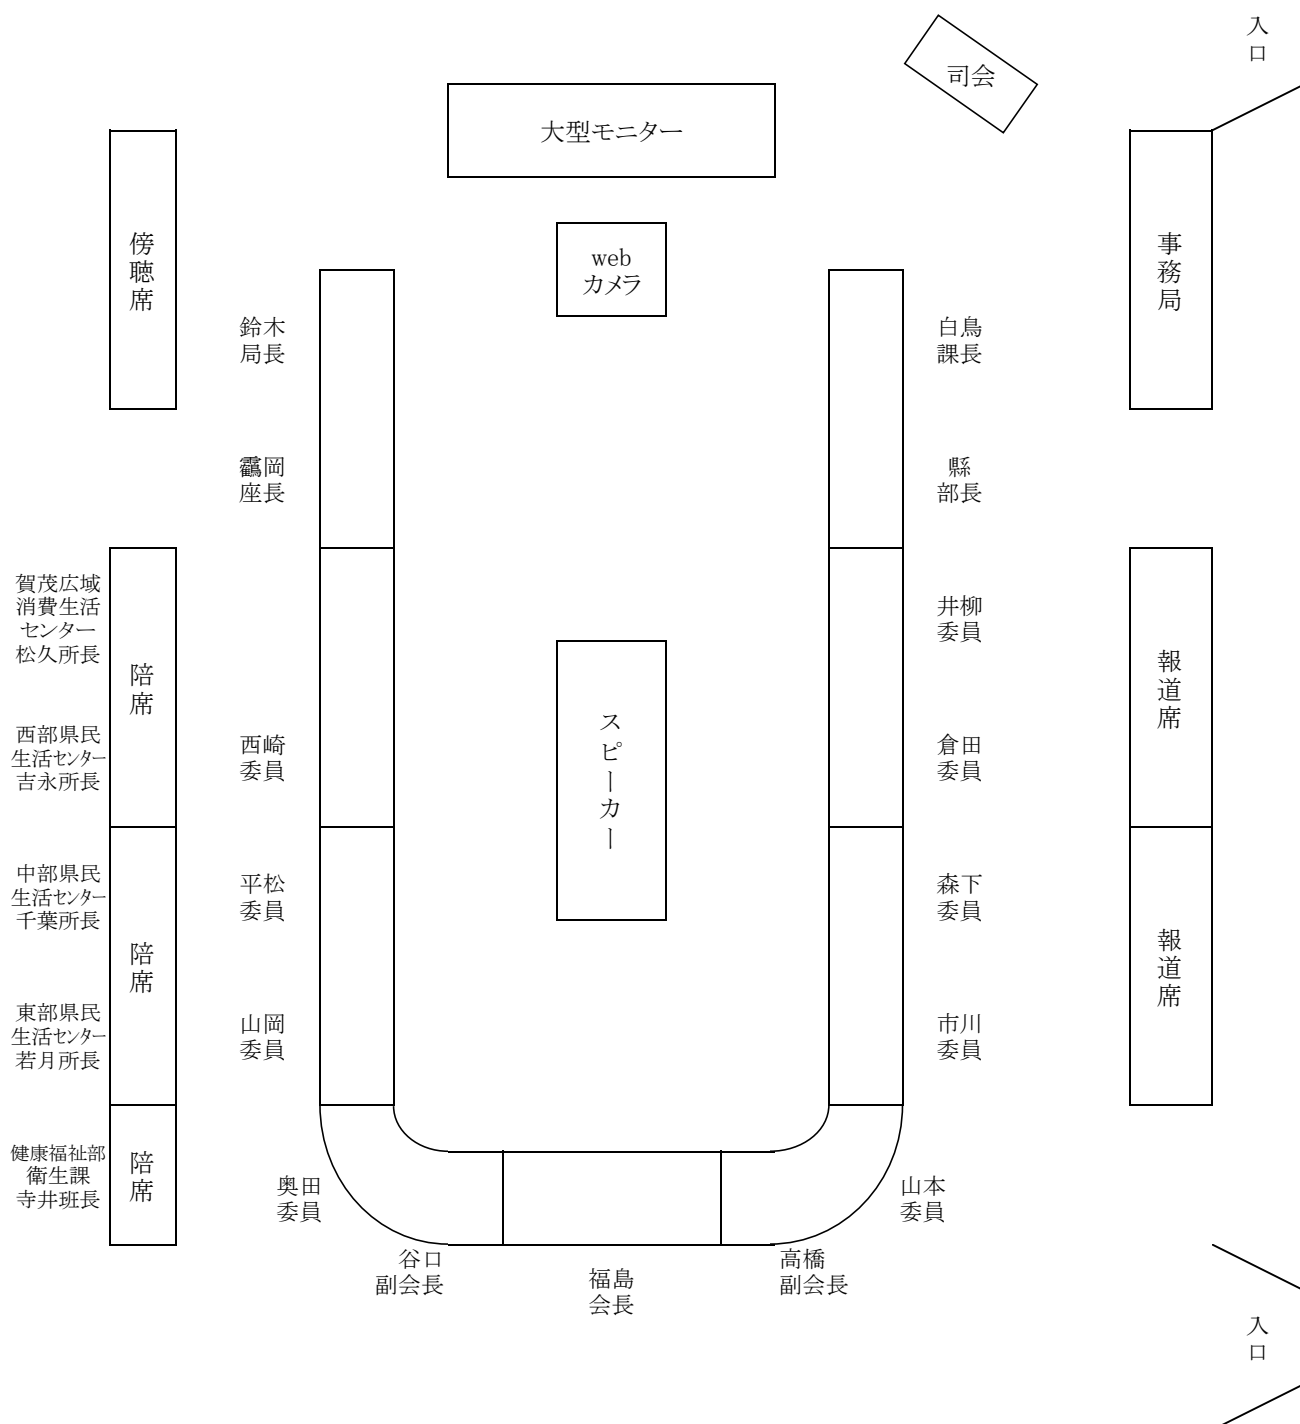 入口
司会
大型モニター
傍聴席
web
カメラ
事務局
鈴木
局長
白鳥
課長
靍岡
座長
縣
部長
賀茂広域
消費生活
センター
松久所長
陪席
井柳
委員
報道席
西部県民
生活センター
吉永所長
西崎
委員
スピーカー
倉田
委員
中部県民
生活センター
千葉所長
陪席
平松
委員
森下
委員
報道席
東部県民
生活センター
若月所長
山岡
委員
市川
委員
健康福祉部
衛生課
寺井班長
陪席
奥田
委員
山本
委員
谷口
副会長
福島
会長
高橋
副会長
入口